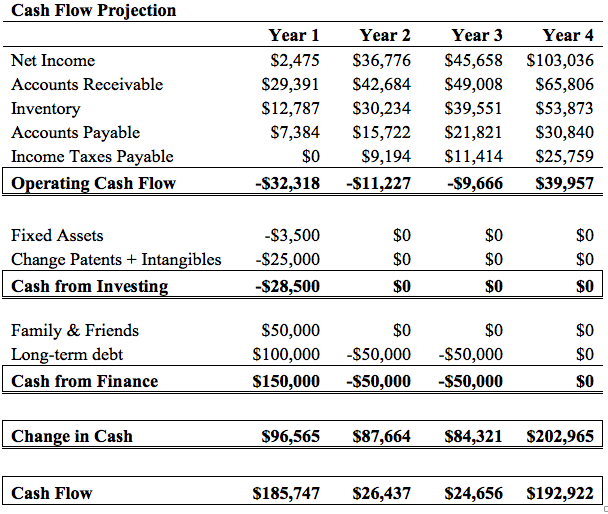 Cash Flow Projection
Year 1 Year 2 Year 3 Year 4
Net Income $2,475 $36,776 $45,658 $103,036
Accounts Receivable $29,391 $42,684 $49,008 $65,806
Inventory $12,787 $30,234 $39,551 $53,873
Accounts Payable $7,384 $15,722 $21,821 $30,840
Income Taxes Payable $0 $9,194 $11,414 $25,759
Operating Cash Flow -$32,318 -$11,227 -$9,666 $39,957
Fixed Assets -$3,500 $0 $0 $0
Change Patents + Intangibles -$25,000 $0 $0 $0
Cash from Investing -$28,500 $0 $0 $0
Family & Friends $50,000 $0 $0 $0
Long-term debt $100,000 -$50,000 -$50,000 $0
Cash from Finance $150,000 -$50,000 -$50,000 $0
Change in Cash $96,565 $87,664 $84,321 $202,965
Cash Flow $185,747 $26,437 $24,656 $192,922